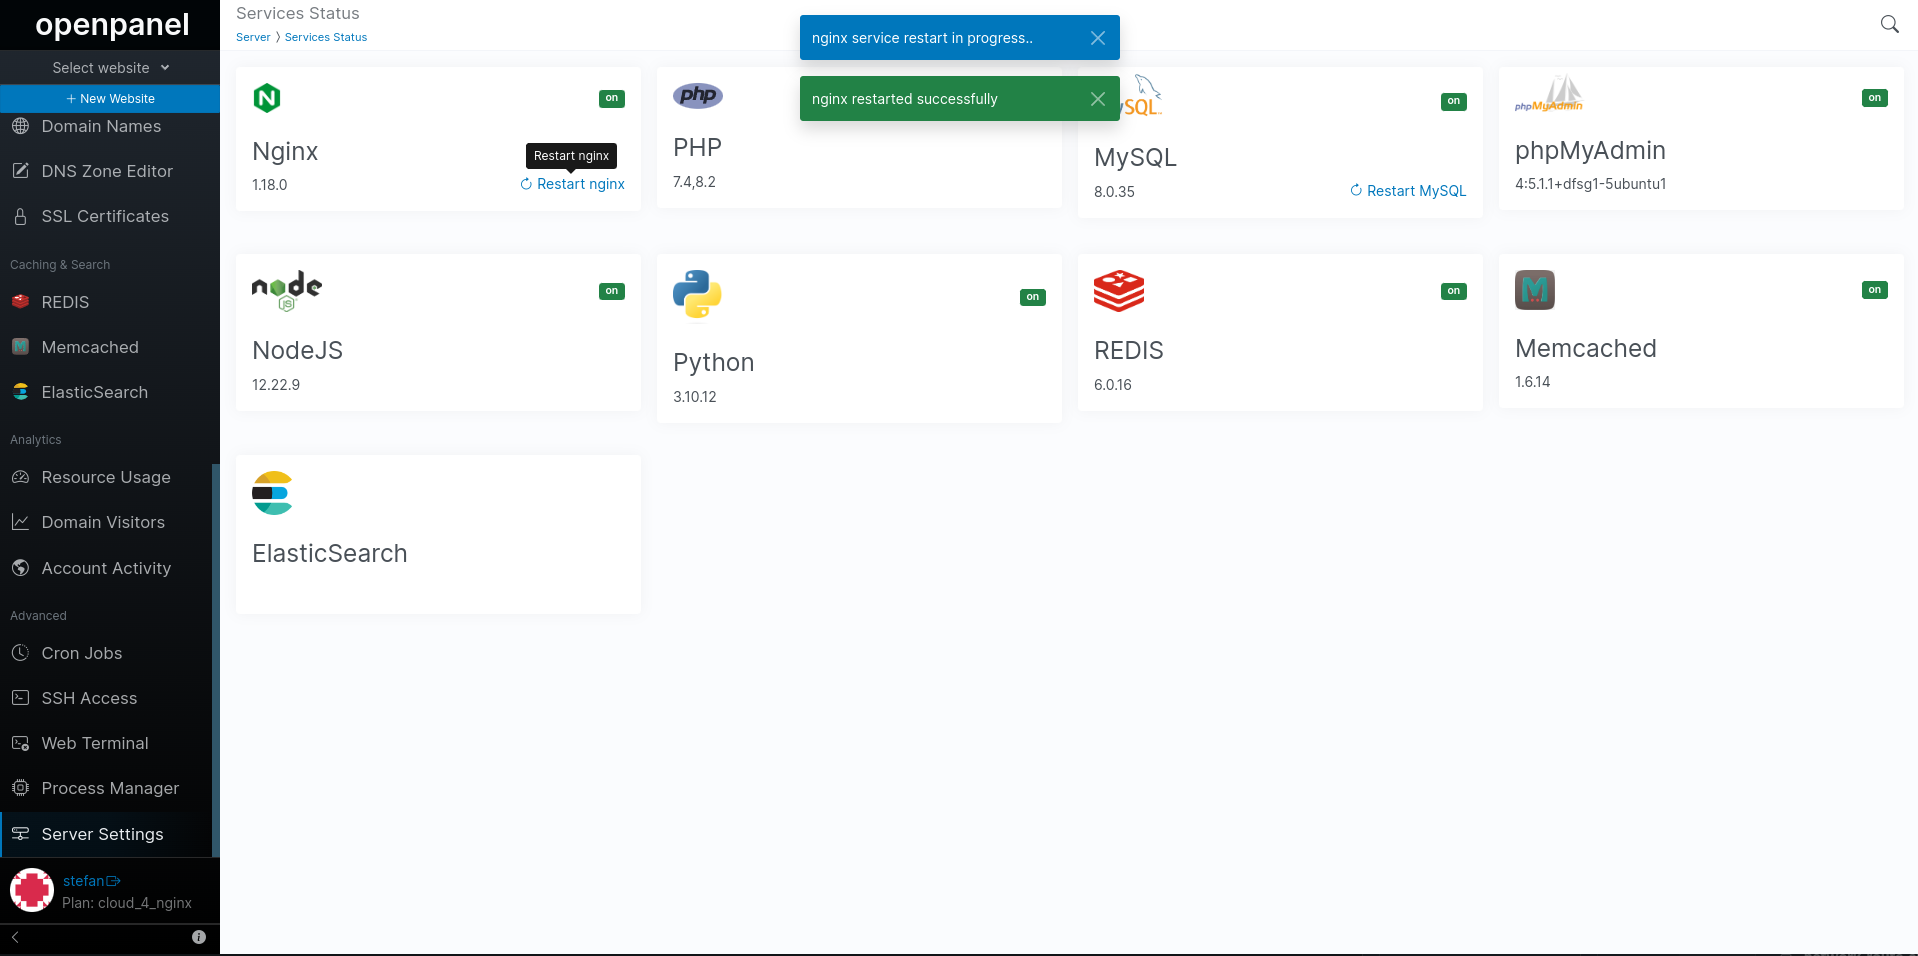 openpanel
Select website
+ New Website
Domain Names
DNS Zone Editor
SSL Certificates
Caching & Search
REDIS
Memcached
ElasticSearch
Analytics
Resource Usage
Domain Visitors
Account Activity
Advanced
Cron Jobs
SSH Access
Web Terminal
Process Manager
Server Settings
stefan
Plan: cloud_4_nginx
Services Status
Server 〉 Services Status
nginx service restart in progress..
nginx restarted successfully
on
Nginx
Restart nginx
1.18.0
Restart nginx
php
PHP
7.4,8.2
SQL
on
MySQL
8.0.35
Restart MySQL
phpMyAdmin
on
phpMyAdmin
4:5.1.1+dfsg1-5ubuntu1
node
JS
on
NodeJS
12.22.9
on
Python
3.10.12
on
REDIS
6.0.16
M
on
Memcached
1.6.14
ElasticSearch